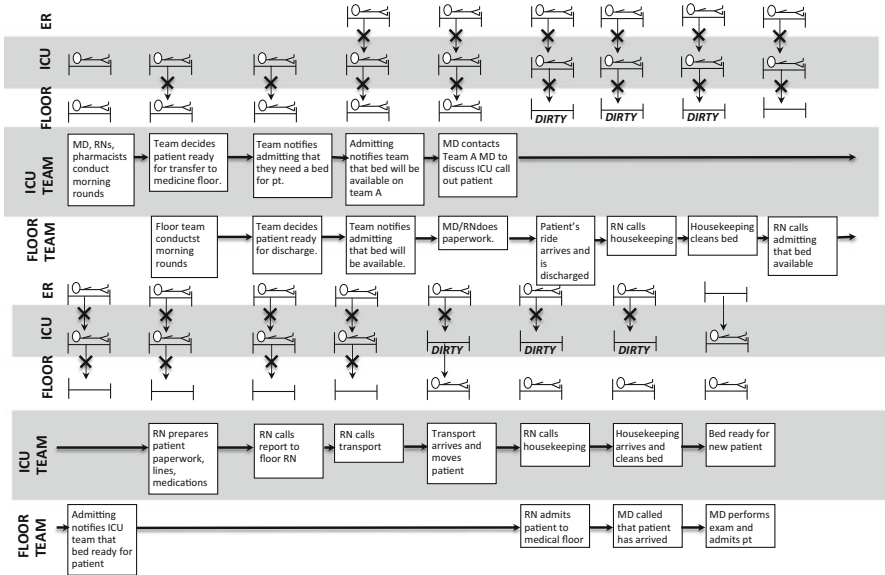 ER
ICU
FLOOR
DIRTY
DIRTY
DIRTY
ICU
TEAM
MD, RNs,
pharmacists
conduct
morning
rounds
Team decides
patient ready
for transfer to
medicine floor.
Team notifies
admitting that
they need a bed
for pt.
Admitting
notifies team
that bed will be
available on
team A
MD contacts
Team A MD to
discuss ICU call
out patient
FLOOR
TEAM
Floor team
conductst
morning
rounds
Team decides
patient ready for
discharge.
Team notifies
admitting
that bed will
be available.
MD/RNdoes
paperwork.
Patient's
ride
arrives and
is
discharged
RN calls
housekeeping
Housekeeping
cleans bed
RN calls
admitting
that bed
available
ER
ICU
DIRTY
DIRTY
DIRTY
FLOOR
ICU
TEAM
RN prepares
patient
paperwork,
lines,
medications
RN calls
report to
floor RN
RN calls
transport
Transport
arrives and
moves
patient
RN calls
housekeeping
Housekeeping
arrives and
cleans bed
Bed ready for
new patient
FLOOR
TEAM
Admitting
notifies ICU
team that
bed ready for
patient
RN admits
patient to
medical floor
MD called
that patient
has arrived
MD performs
exam and
admits pt